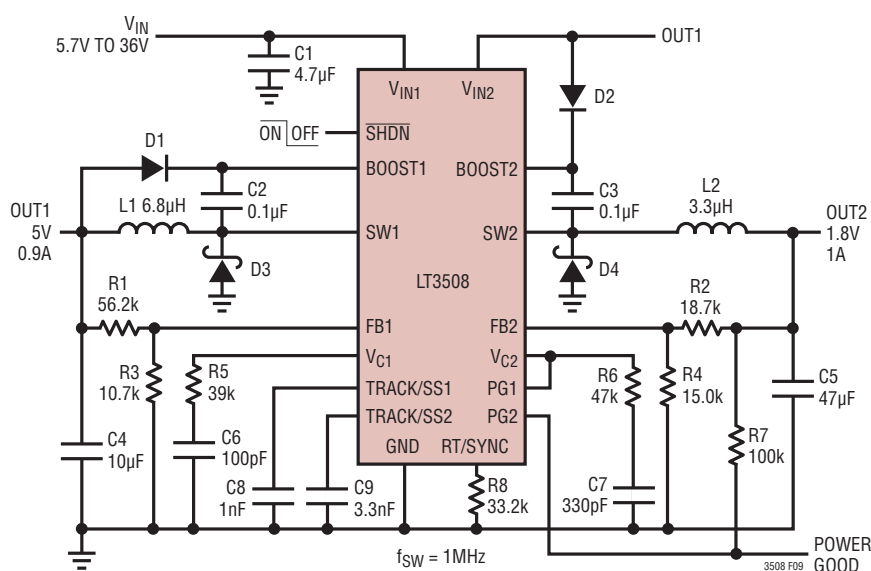 VIN
5.7V TO 36V
C1
4.7µF
OUT1
VIN1
VIN2
D2
ON OFF
SHDN
D1
BOOST1
BOOST2
C2
0.1µF
C3
0.1µF
L2
3.3µH
OUT1
5V
0.9A
L1 6.8µH
SW1
SW2
OUT2
1.8V
1A
D3
D4
LT3508
R1
56.2k
R2
18.7k
FB1
FB2
VC1
VC2
R3
10.7k
R5
39k
TRACK/SS1
PG1
R6
47k
R4
15.0k
C5
47µF
TRACK/SS2
PG2
C4
10µF
C6
100pF
GND
RT/SYNC
R7
100k
C8
1nF
C9
3.3nF
R8
33.2k
C7
330pF
fSW = 1MHz
POWER
GOOD
3508 F09